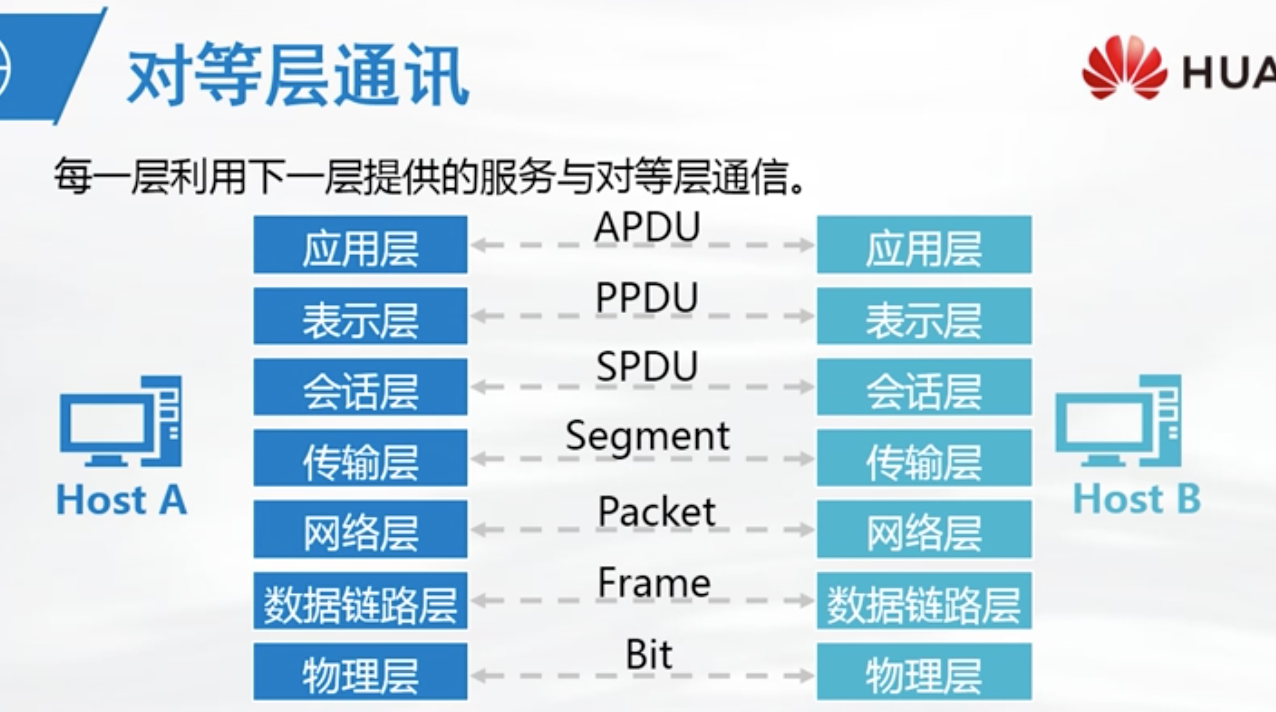 对等层通讯
HUA
每一层利用下一层提供的服务与对等层通信。
应用层 APDU 应用层
表示层 PPDU 表示层
会话层 SPDU 会话层
传输层 Segment 传输层
Host A Host B
网络层 Packet 网络层
数据链路层 Frame 数据链路层
物理层 Bit 物理层